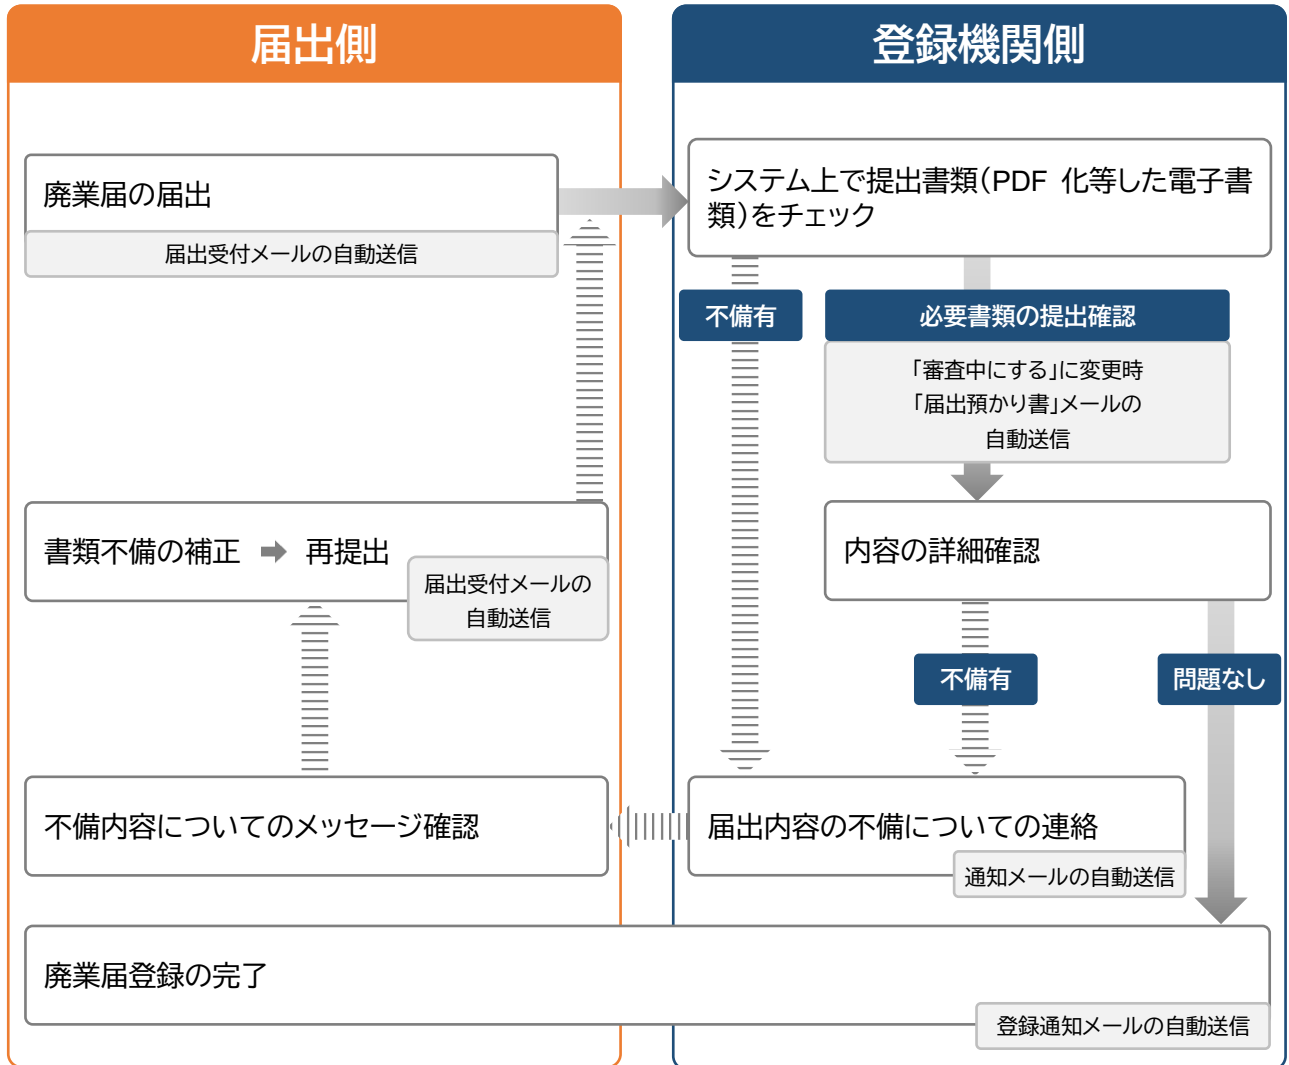 届出側
登録機関側
廃業届の届出
届出受付メールの自動送信
システム上で提出書類（PDF 化等した電子書
類）をチェック
不備有
必要書類の提出確認
「審査中にする」に変更時
「届出預かり書」メールの
自動送信
書類不備の補正 ➡ 再提出
届出受付メールの
自動送信
内容の詳細確認
不備有
問題なし
不備内容についてのメッセージ確認
届出内容の不備についての連絡
通知メールの自動送信
廃業届登録の完了
登録通知メールの自動送信